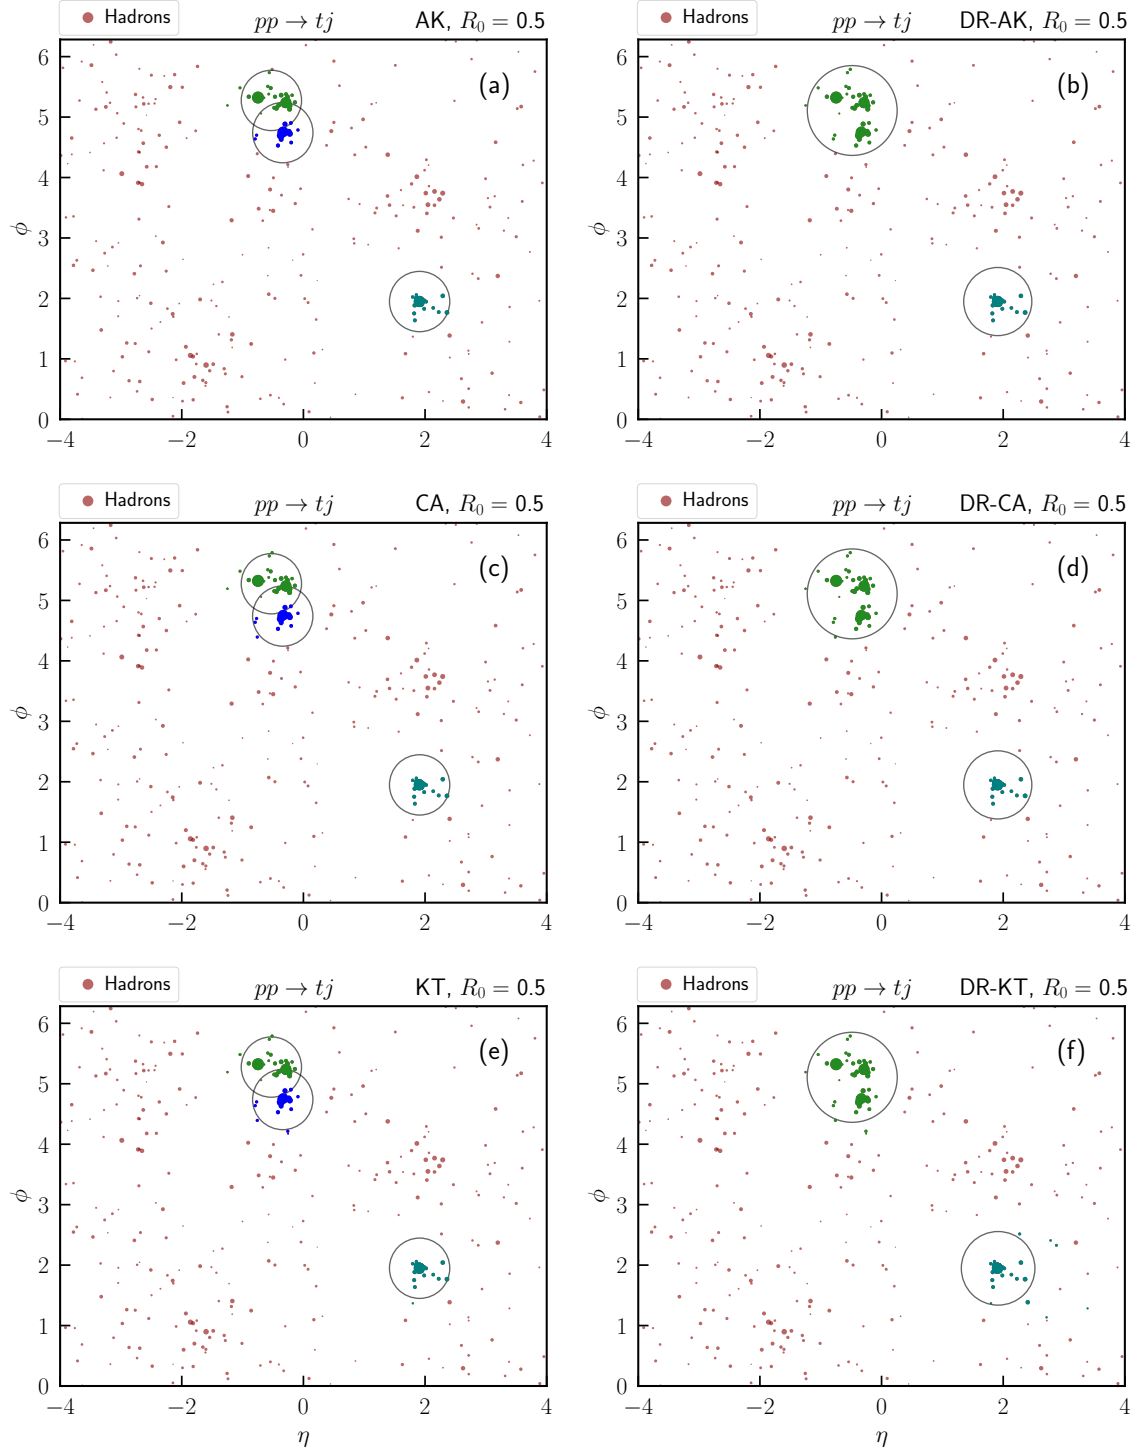 Hadrons pp → tj AK, R₀ = 0.5
Hadrons pp → tj DR-AK, R₀ = 0.5
(a)
(b)
6
5
4
3
2
1
0
ϕ
−4 −2 0 2 4
6
5
4
3
2
1
0
ϕ
−4 −2 0 2 4
Hadrons pp → tj CA, R₀ = 0.5
Hadrons pp → tj DR-CA, R₀ = 0.5
(c)
(d)
6
5
4
3
2
1
0
ϕ
−4 −2 0 2 4
6
5
4
3
2
1
0
ϕ
−4 −2 0 2 4
Hadrons pp → tj KT, R₀ = 0.5
Hadrons pp → tj DR-KT, R₀ = 0.5
(e)
(f)
6
5
4
3
2
1
0
ϕ
−4 −2 0 2 4
η
6
5
4
3
2
1
0
ϕ
−4 −2 0 2 4
η